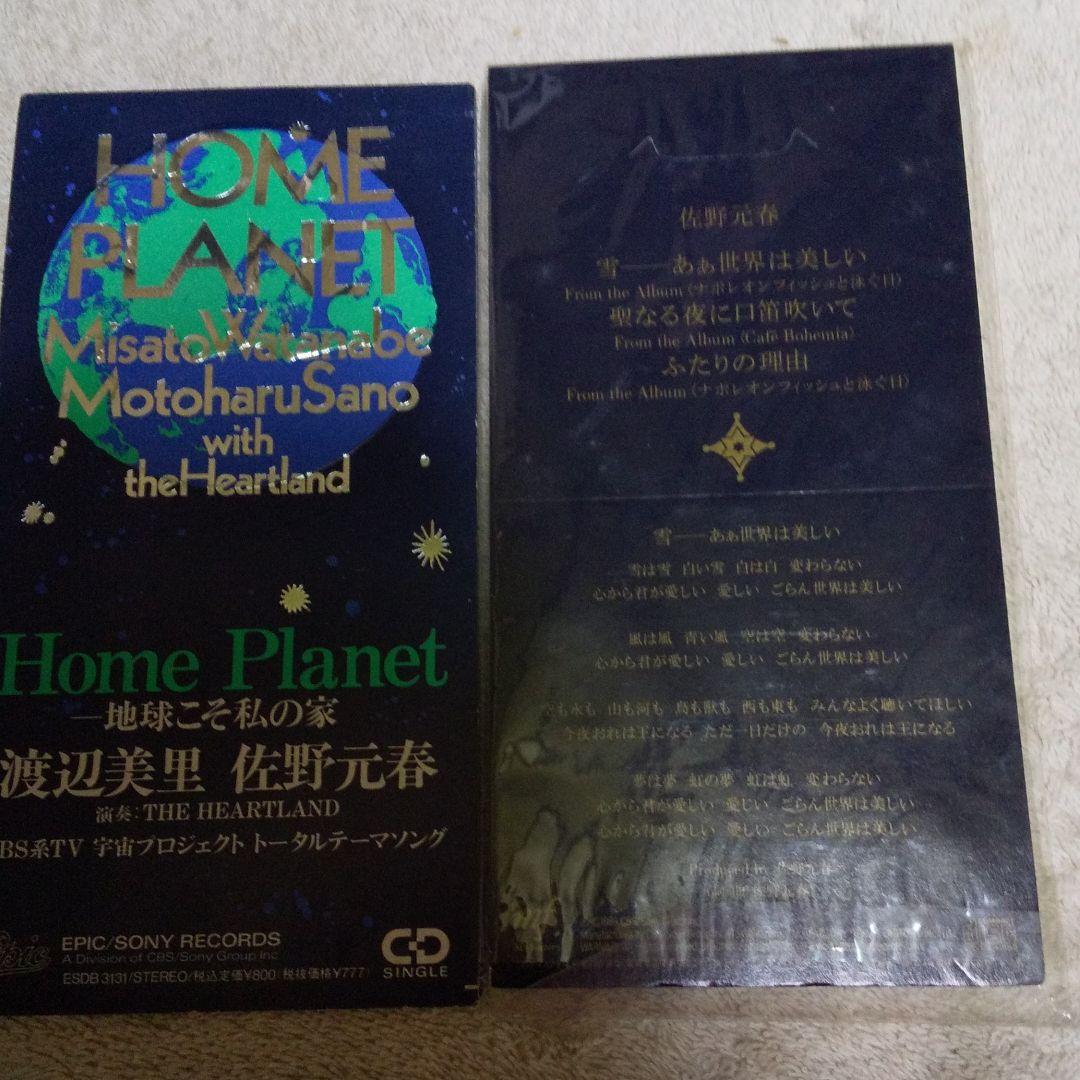 HOME
PLANET
Misato Watanabe
Motoharu Sano
with
the Heartland
Home Planet
—地球こそ私の家
渡辺美里 佐野元春
演奏:THE HEARTLAND
BS系TV 宇宙プロジェクト トータルテーマソング
Epic
EPIC/SONY RECORDS
A Division of CBS/Sony Group Inc
ESDB 3131/STEREO/税込定価¥800(税抜価格¥777)
CD
SINGLE
佐野元春
雪——あぁ世界は美しい
From the Album〈ナポレオンフィッシュと泳ぐ日〉
聖なる夜に口笛吹いて
From the Album〈Café Bohemia〉
ふたりの理由
From the Album〈ナポレオンフィッシュと泳ぐ日〉
雪——あぁ世界は美しい
雪は雪 白い雪 白は白 変わらない
心から君が愛しい 愛しい ごらん世界は美しい
風は風 青い風 空は空 変わらない
心から君が愛しい 愛しい ごらん世界は美しい
も水も 山も河も 鳥も獣も 西も東も みんなよく聴いてほしい
今夜おれは王になる ただ一日だけの 今夜おれは王になる
夢は夢 虹の夢 虹は虹 変わらない
心から君が愛しい 愛しい ごらん世界は美しい
心から君が愛しい 愛しい ごらん世界は美しい
Produced by 佐野元春